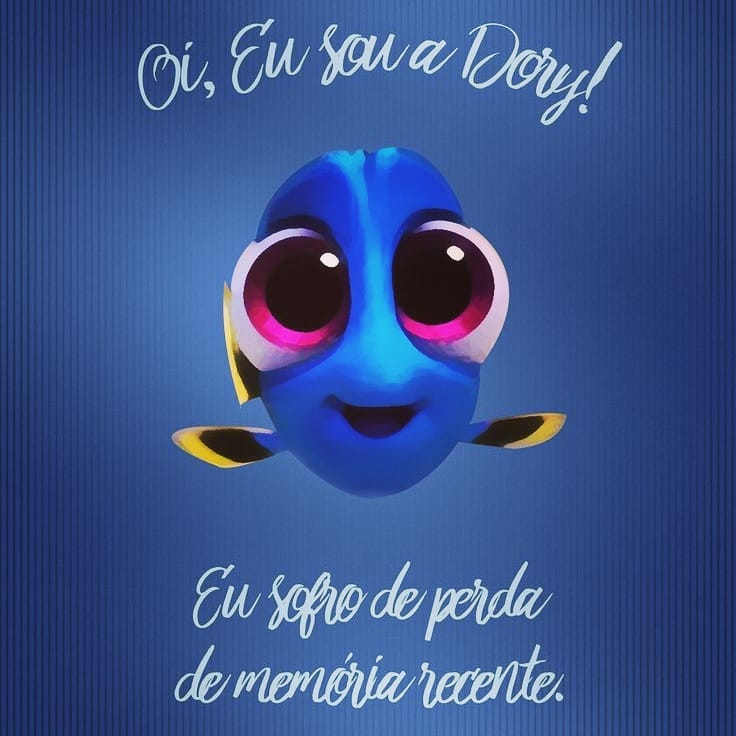 Oi, Eu sou a Dory!
Eu sofro de perda
de memória recente.